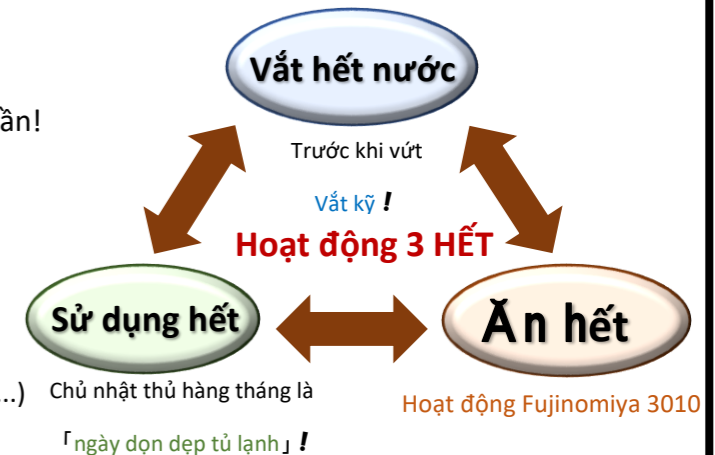 Vắt hết nước
ần!
Trước khi vứt
Vắt kỹ !
Hoạt động 3 HẾT
Sử dụng hết
Ăn hết
...) Chủ nhật thủ hàng tháng là
Hoạt động Fujinomiya 3010
「ngày dọn dẹp tủ lạnh」!